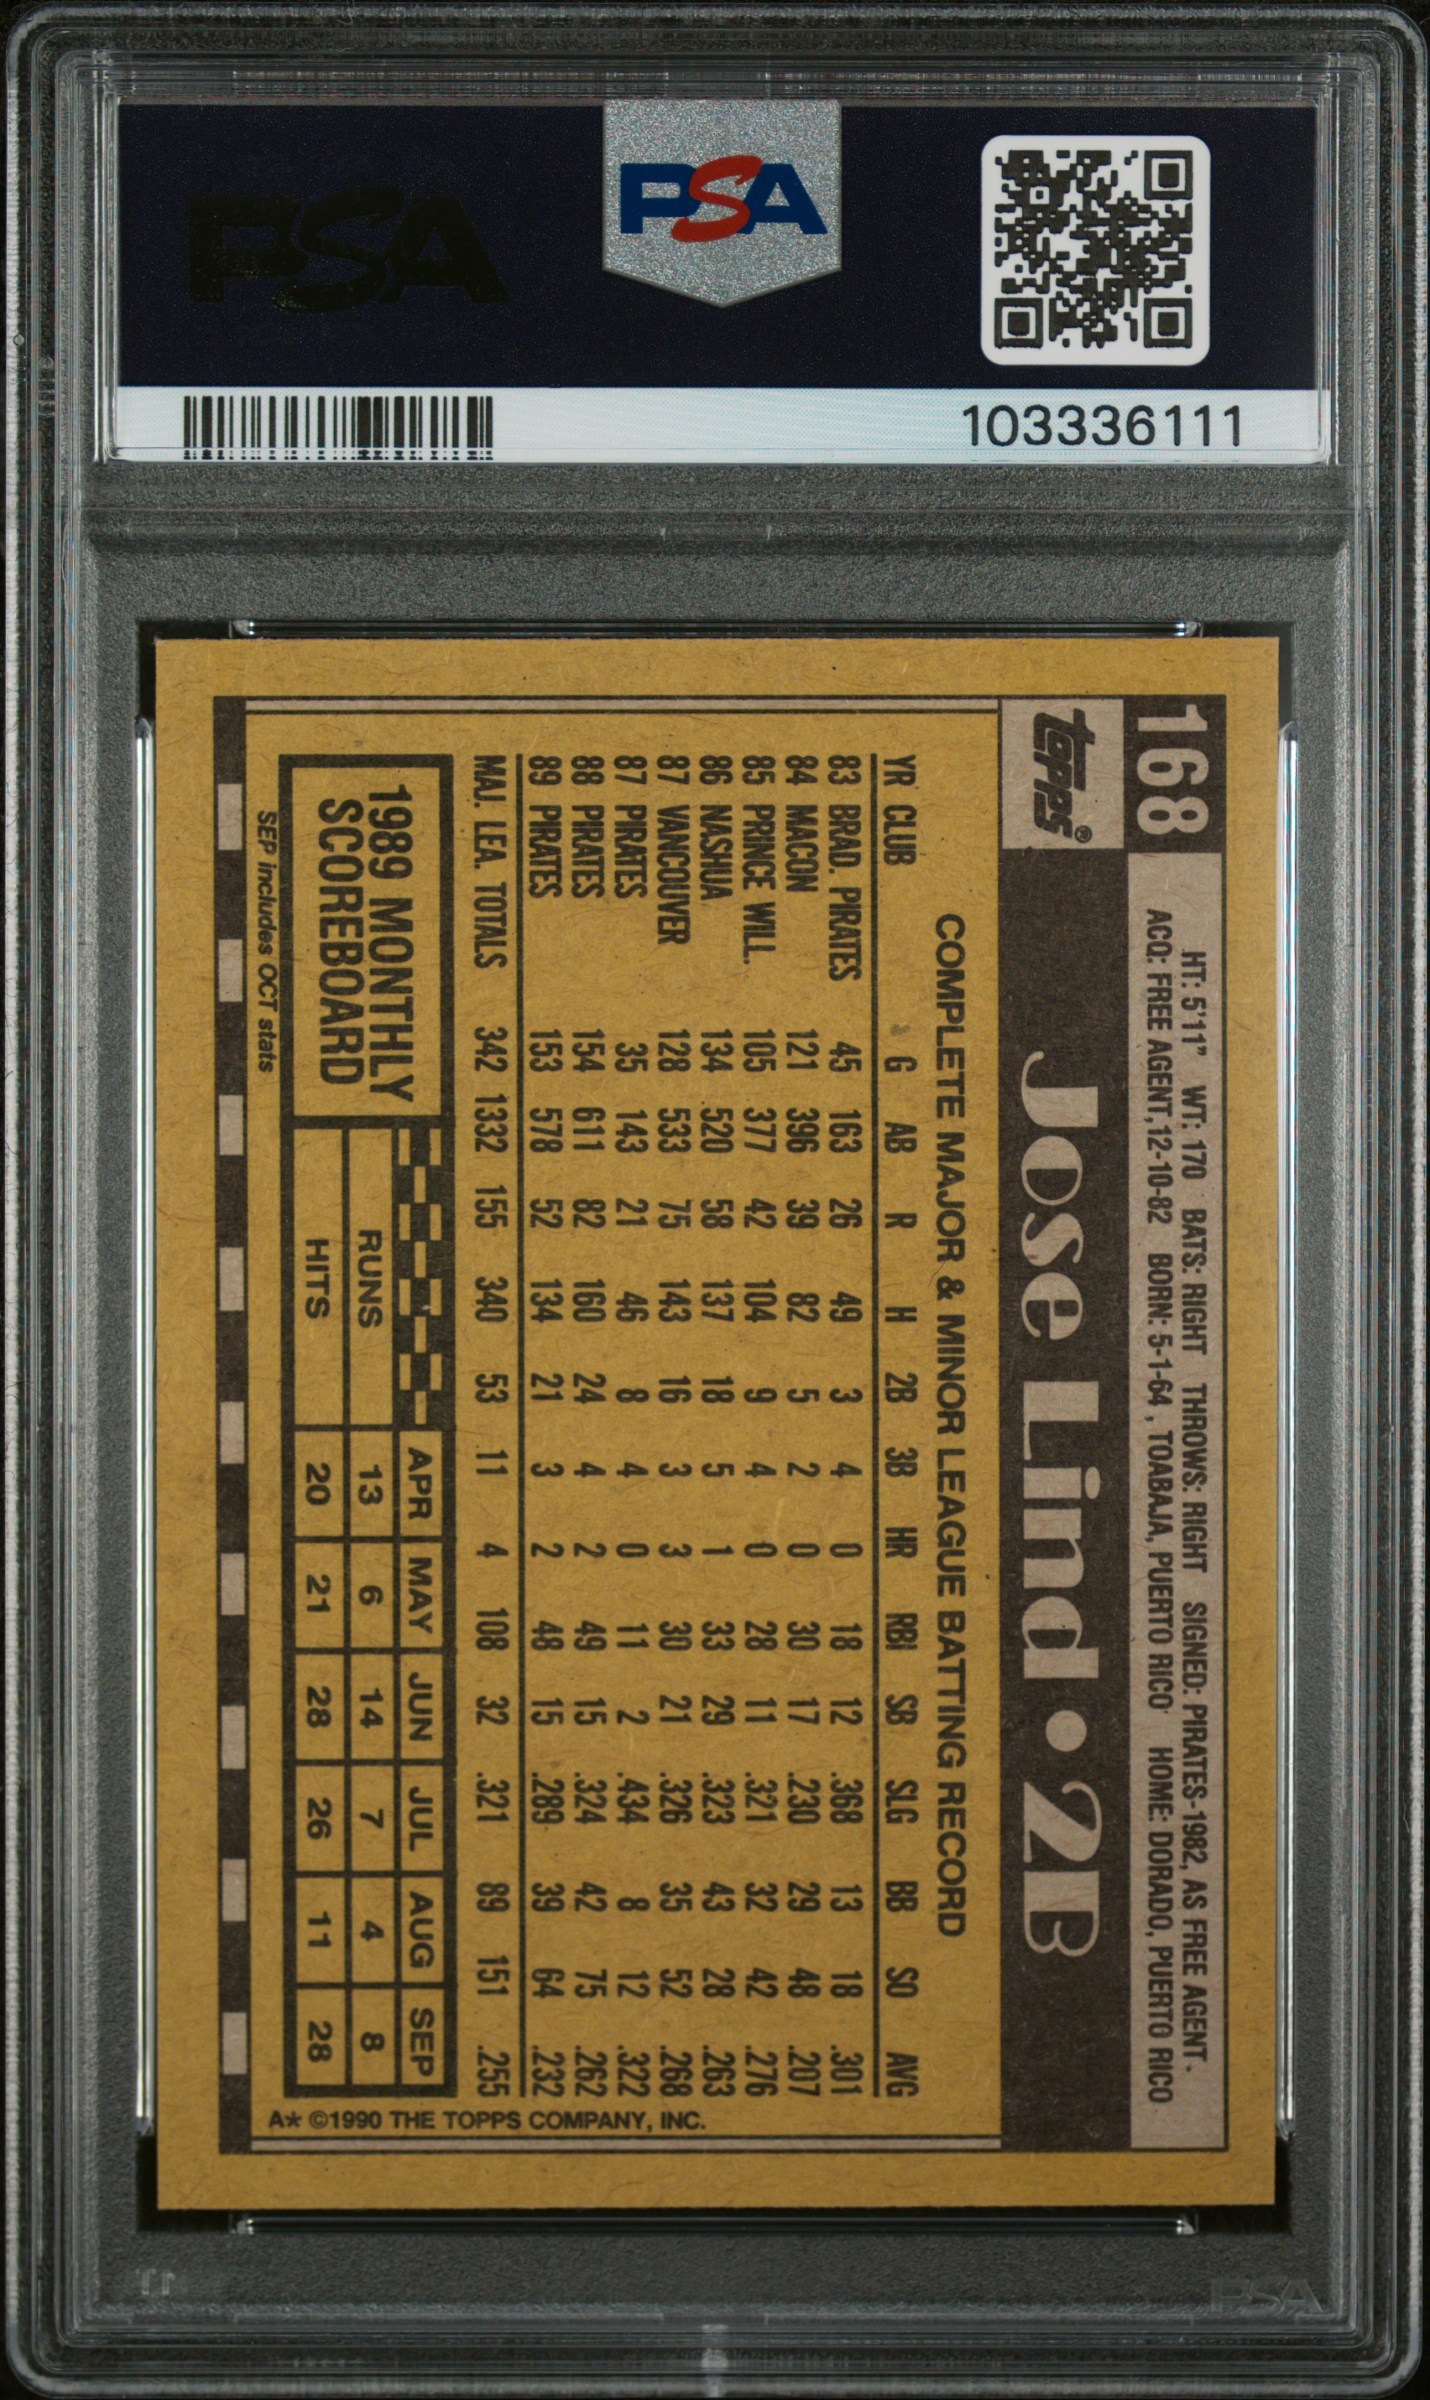 PSA
PSA
103336111
168
HT: 5'11" WT: 170 BATS: RIGHT THROWS: RIGHT SIGNED: PIRATES-1982, AS FREE AGENT.
ACQ: FREE AGENT, 12-10-82 BORN: 5-1-64, TOABAJA, PUERTO RICO HOME: DORADO, PUERTO RICO
topps®
Jose Lind • 2B
COMPLETE MAJOR & MINOR LEAGUE BATTING RECORD
YR CLUB G AB R H 2B 3B HR RBI SB SLG BB SO AVG
83 BRAD. PIRATES 45 163 26 49 3 4 0 18 12 .368 13 18 .301
84 MACON 121 396 39 82 5 2 0 30 17 .230 29 48 .207
85 PRINCE WILL. 105 377 42 104 9 4 0 28 11 .321 32 42 .276
86 NASHUA 134 520 58 137 18 5 1 33 29 .323 43 28 .263
87 VANCOUVER 128 533 75 143 16 3 3 30 21 .326 35 52 .268
87 PIRATES 35 143 21 46 8 4 0 11 2 .434 8 12 .322
88 PIRATES 154 611 82 160 24 4 2 49 15 .324 42 75 .262
89 PIRATES 153 578 52 134 21 3 2 48 15 .289 39 64 .232
MAJ. LEA. TOTALS 342 1332 155 340 53 11 4 108 32 .321 89 151 .255
1989 MONTHLY
SCOREBOARD
APR MAY JUN JUL AUG SEP
RUNS 13 6 14 7 4 8
HITS 20 21 28 26 11 28
SEP includes OCT stats
A* ©1990 THE TOPPS COMPANY, INC.
PSA